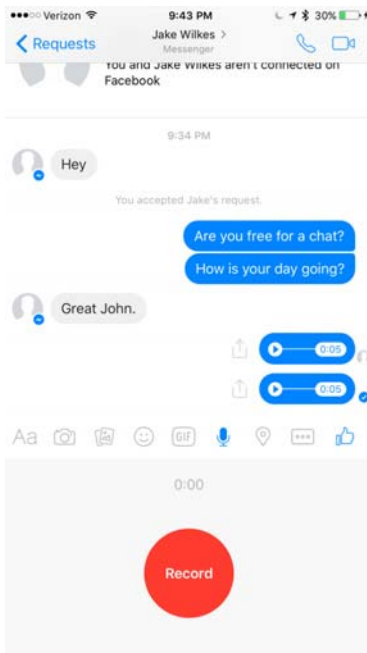 Verizon 9:43 PM 30%
Requests
Jake Wilkes >
Messenger
You and Jake Wilkes aren't connected on
Facebook
9:34 PM
Hey
You accepted Jake's request.
Are you free for a chat?
How is your day going?
Great John.
0:05
0:05
Aa GIF
0:00
Record